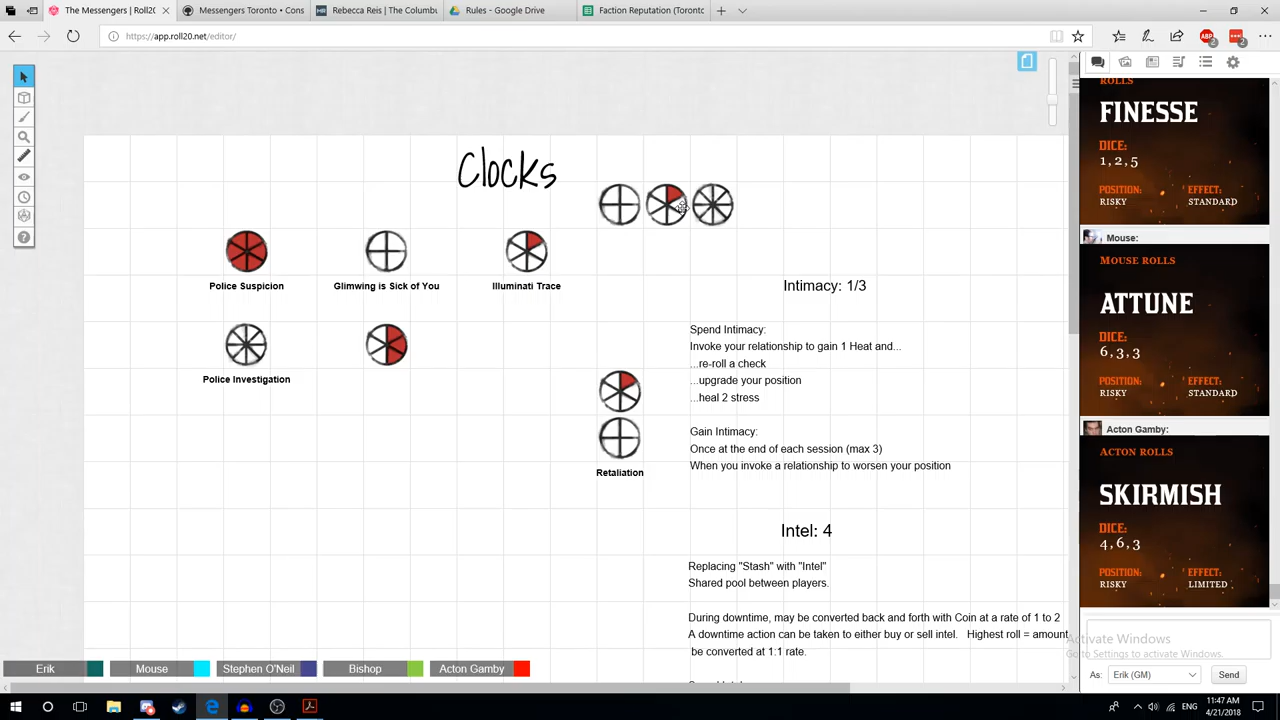 The Messengers | Roll20
Messengers Toronto • Cons
Rebecca Reis | The Columbu
Rules - Google Drive
Faction Reputation (Toronto
https://app.roll20.net/editor/
ABP
2
2
Clocks
Police Suspicion
Glimwing is Sick of You
Illuminati Trace
Police Investigation
Retaliation
Intimacy: 1/3
Spend Intimacy:
Invoke your relationship to gain 1 Heat and...
...re-roll a check
...upgrade your position
...heal 2 stress
Gain Intimacy:
Once at the end of each session (max 3)
When you invoke a relationship to worsen your position
Intel: 4
Replacing "Stash" with "Intel"
Shared pool between players.
During downtime, may be converted back and forth with Coin at a rate of 1 to 2
A downtime action can be taken to either buy or sell intel. Highest roll = amount
be converted at 1:1 rate.
Erik
Mouse
Stephen O'Neil
Bishop
Acton Gamby
ROLLS
FINESSE
DICE:
1, 2, 5
POSITION: EFFECT:
RISKY STANDARD
Mouse:
MOUSE ROLLS
ATTUNE
DICE:
6, 3, 3
POSITION: EFFECT:
RISKY STANDARD
Acton Gamby:
ACTON ROLLS
SKIRMISH
DICE:
4, 6, 3
POSITION: EFFECT:
RISKY LIMITED
Activate Windows
Go to Settings to activate Windows.
As: Erik (GM) Send
ENG
11:47 AM
4/21/2018